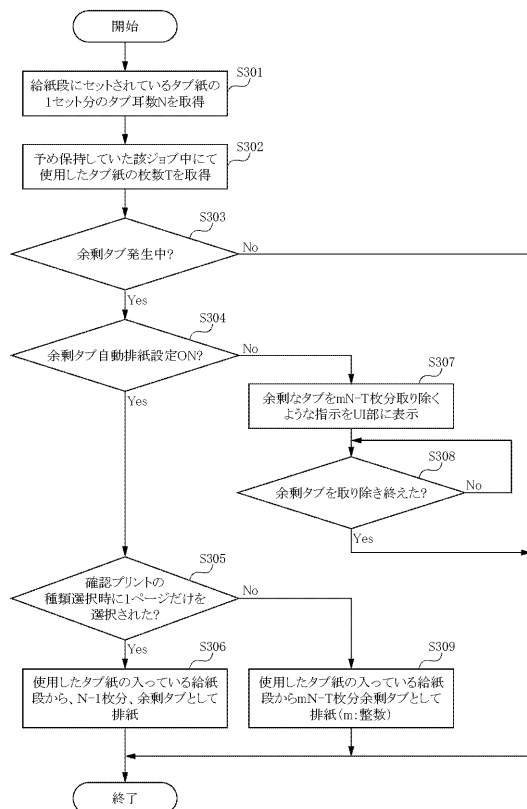 開始
S301
給紙段にセットされているタブ紙の
1セット分のタブ耳数Nを取得
S302
予め保持していた該ジョブ中にて
使用したタブ紙の枚数Tを取得
S303
余剰タブ発生中?
No
Yes
S304
余剰タブ自動排紙設定ON?
No
Yes
S307
余剰なタブをmN-T枚分取り除く
ような指示をUI部に表示
S308
余剰タブを取り除き終えた?
No
Yes
S305
確認プリントの
種類選択時に1ページだけを
選択された?
No
Yes
S306
使用したタブ紙の入っている給紙
段から、N-1枚分、余剰タブとして
排紙
S309
使用したタブ紙の入っている給紙
段からmN-T枚分余剰タブとして
排紙(m:整数)
終了